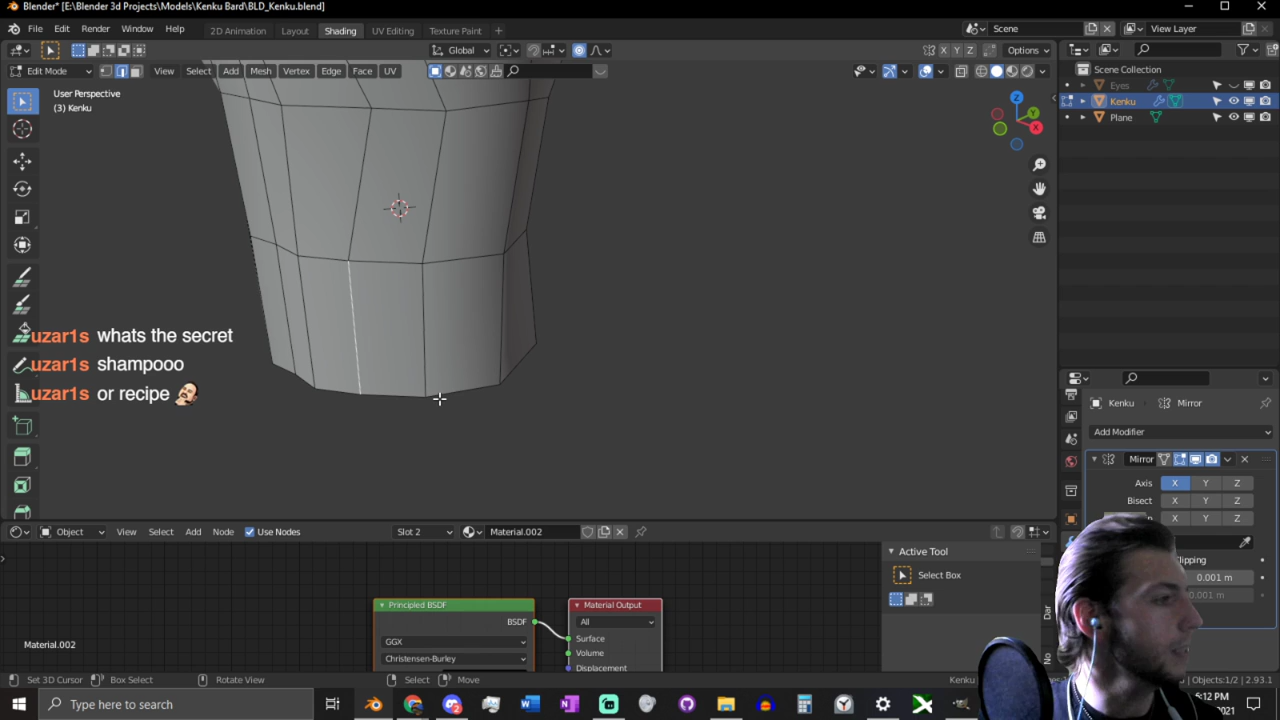 Blender* [E:\Blender 3d Projects\Models\Kenku Bard\BLD_Kenku.blend]
File Edit Render Window Help 2D Animation Layout Shading UV Editing Texture Paint + Scene View Layer
Global X Y Z Options
Edit Mode View Select Add Mesh Vertex Edge Face UV
User Perspective
(3) Kenku
Scene Collection
Eyes
Kenku
Plane
Z
Y
X
uzar1s whats the secret
uzar1s shampooo
uzar1s or recipe
Kenku Mirror
Add Modifier
Mirror
Axis X Y Z
Bisect X Y Z
lipping
0.001 m
0.001 m
Object View Select Add Node Use Nodes Slot 2 Material.002
Active Tool
Select Box
Principled BSDF
BSDF
GGX
Christensen-Burley
Material Output
All
Surface
Volume
Displacement
Material.002
Set 3D Cursor Box Select Rotate View Select Move Kenku Objects:1/2 2.93.1
Type here to search
:12 PM
2021